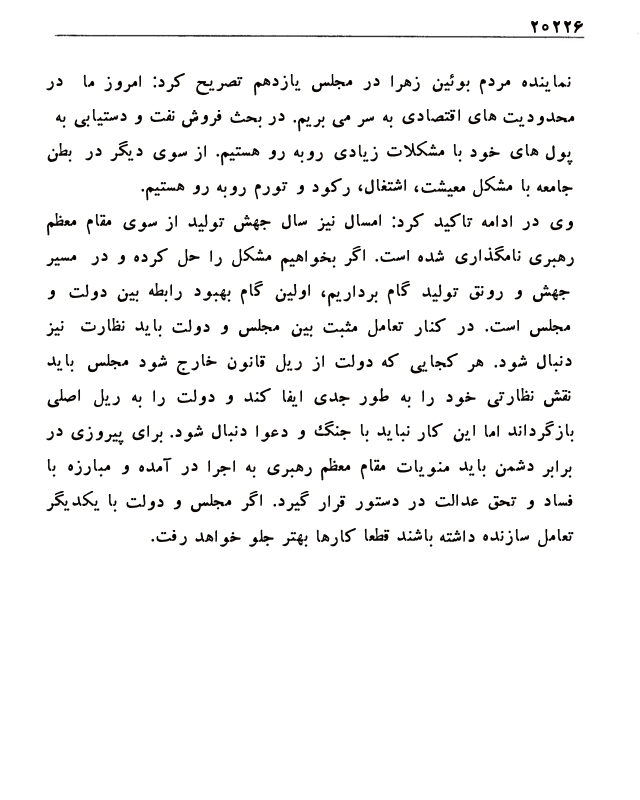 ۲۰۲۲۶
نماینده مردم بوئین زهرا در مجلس یازدهم تصریح کرد: امروز ما در
محدودیت های اقتصادی به سر می بریم. در بحث فروش نفت و دستیابی به
پول های خود با مشکلات زیادی روبه رو هستیم. از سوی دیگر در بطن
جامعه با مشکل معیشت، اشتغال، رکود و تورم روبه رو هستیم.
وی در ادامه تاکید کرد: امسال نیز سال جهش تولید از سوی مقام معظم
رهبری نامگذاری شده است. اگر بخواهیم مشکل را حل کرده و در مسیر
جهش و رونق تولید گام برداریم، اولین گام بهبود رابطه بین دولت و
مجلس است. در کنار تعامل مثبت بین مجلس و دولت باید نظارت نیز
دنبال شود. هر کجایی که دولت از ریل قانون خارج شود مجلس باید
نقش نظارتی خود را به طور جدی ایفا کند و دولت را به ریل اصلی
بازگرداند اما این کار نباید با جنگ و دعوا دنبال شود. برای پیروزی در
برابر دشمن باید منویات مقام معظم رهبری به اجرا در آمده و مبارزه با
فساد و تحق عدالت در دستور قرار گیرد. اگر مجلس و دولت با یکدیگر
تعامل سازنده داشته باشند قطعا کارها بهتر جلو خواهد رفت.